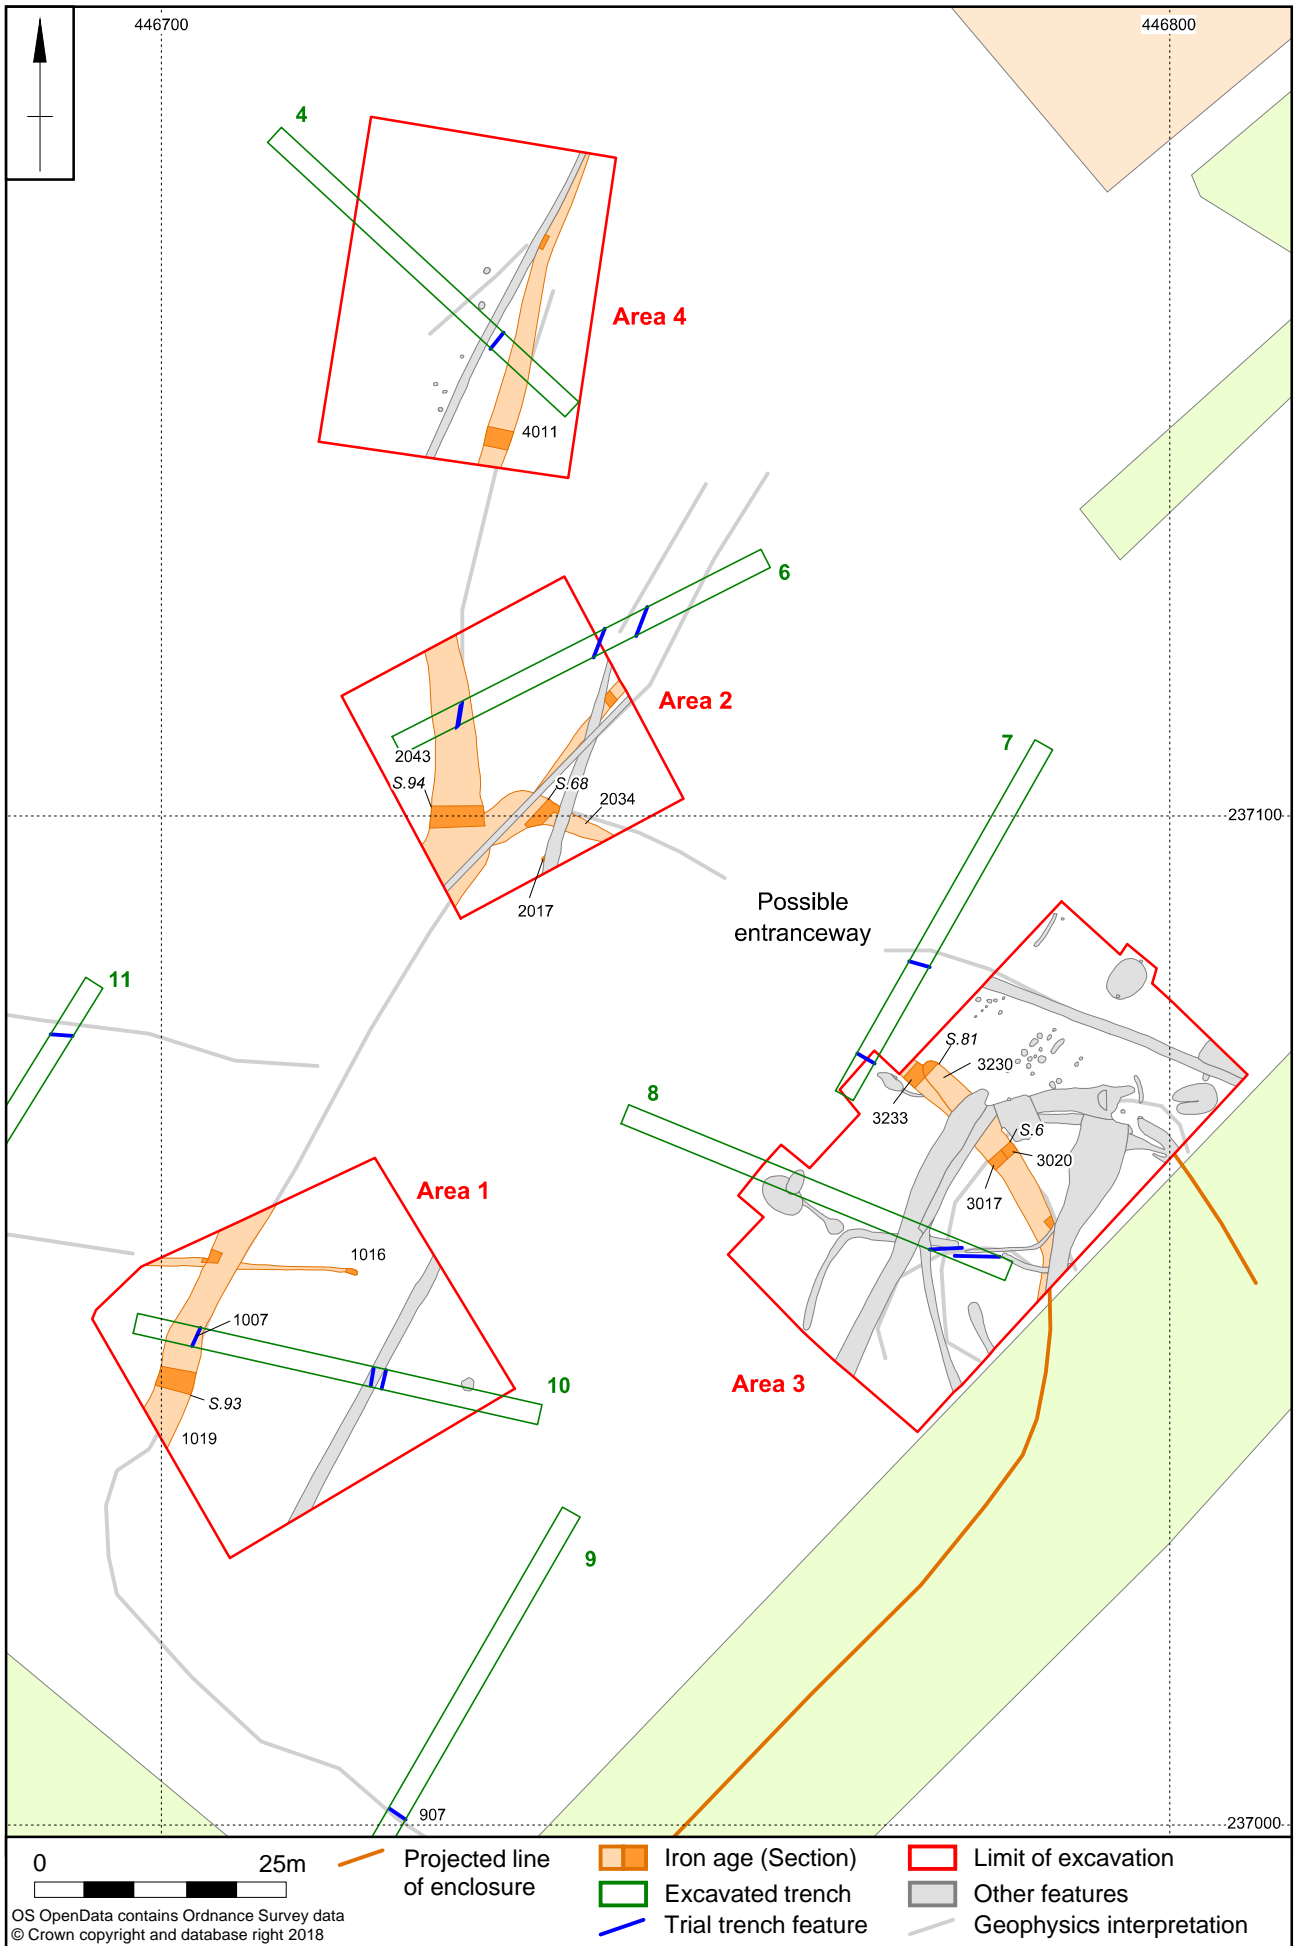 446700
446800
4
Area 4
4011
6
Area 2
2043
S.94
S.68
2034
7
237100
2017
Possible
entranceway
11
S.81
3230
8
3233
S.6
3020
Area 1
3017
1016
1007
10
Area 3
S.93
1019
9
907
237000
0 25m
OS OpenData contains Ordnance Survey data
© Crown copyright and database right 2018
Projected line
of enclosure
Iron age (Section)
Excavated trench
Trial trench feature
Limit of excavation
Other features
Geophysics interpretation